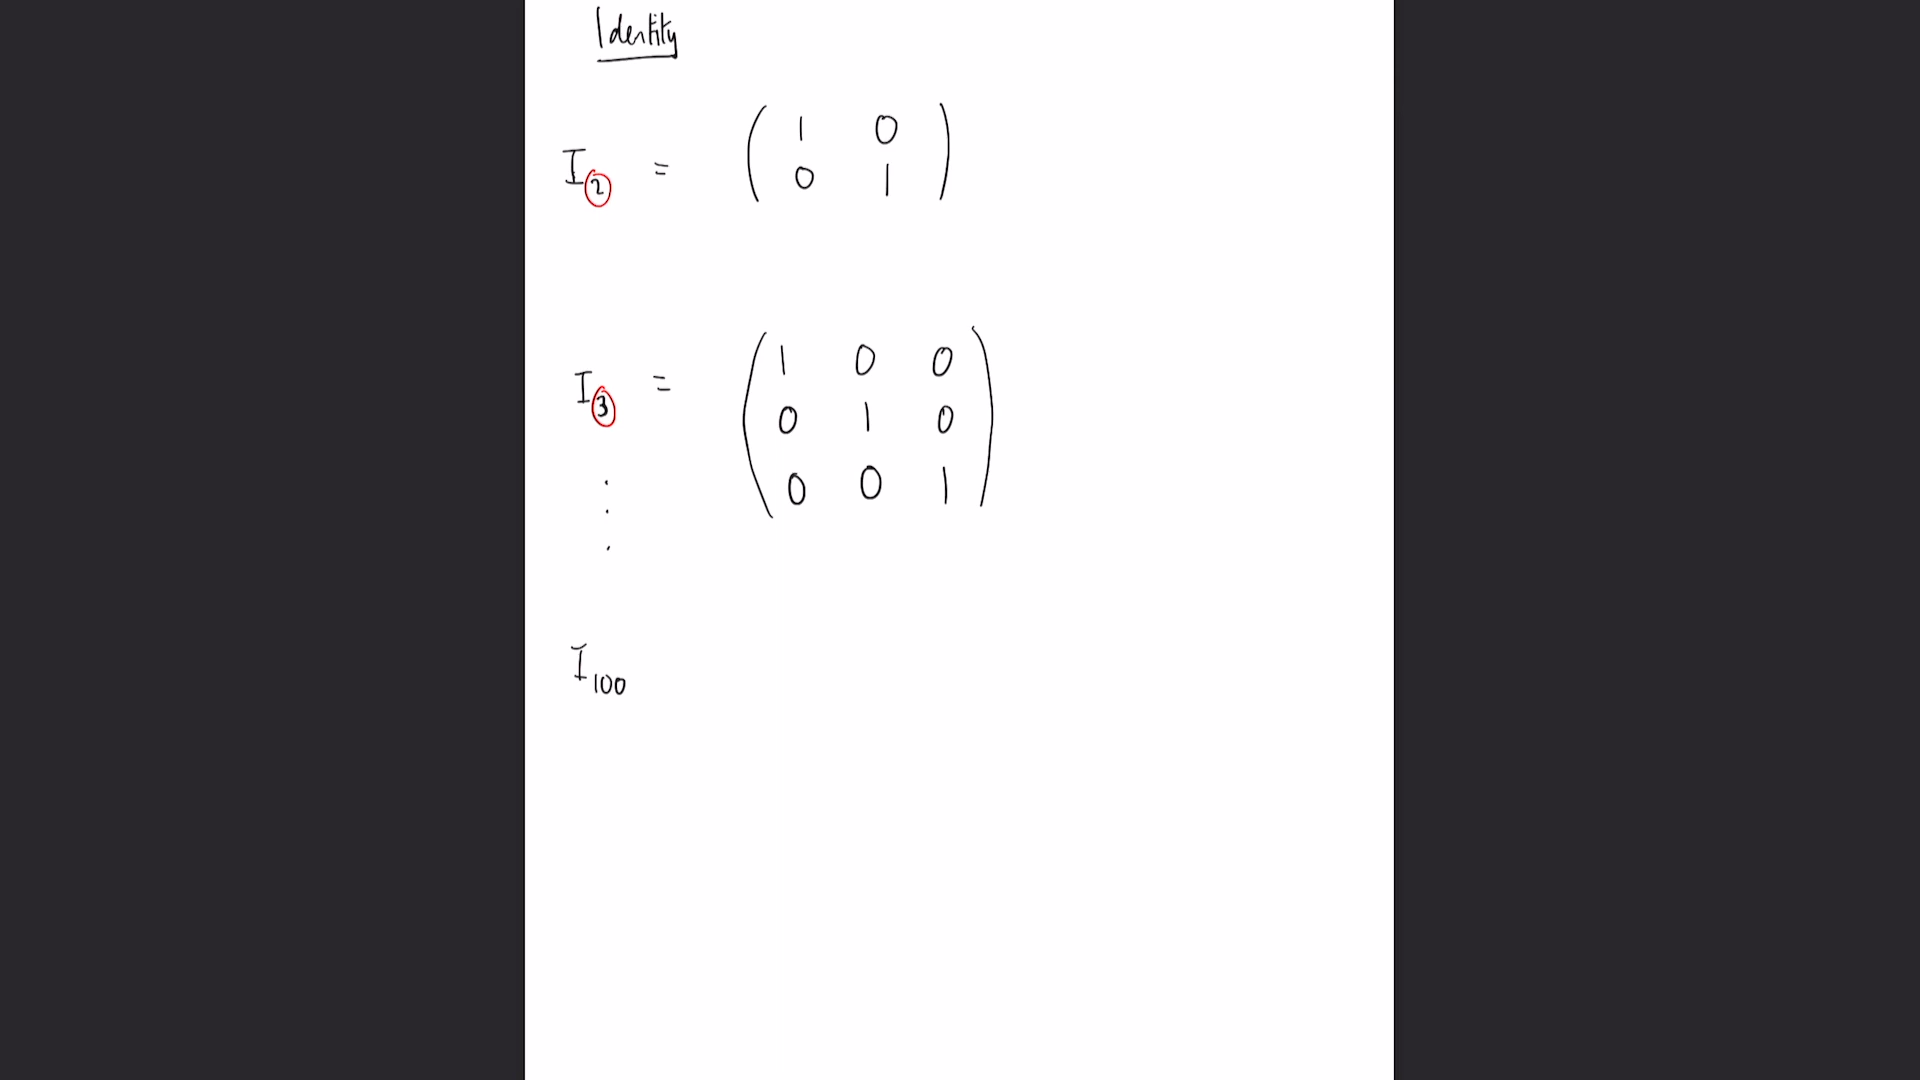 Identity
I₂ = ( 1 0
0 1 )
I₃ = ( 1 0 0
0 1 0
0 0 1 )
.
.
.
I₁₀₀